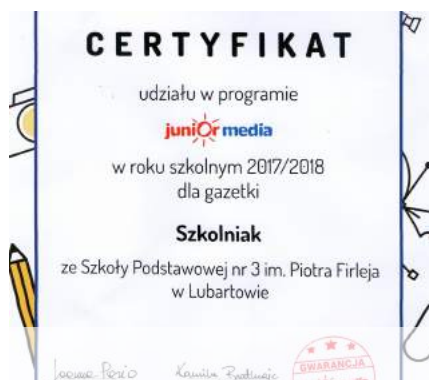 CERTYFIKAT
udziału w programie
juniOr media
w roku szkolnym 2017/2018
dla gazetki
Szkolniak
ze Szkoły Podstawowej nr 3 im. Piotra Firleja
w Lubartowie
Kamila
GWARANCJA